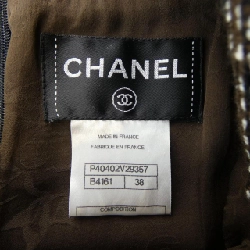 CHANEL
MADE IN FRANCE
FABRIQUE EN FRANCE
P40402V29357
B4161 38
COMPOSITION